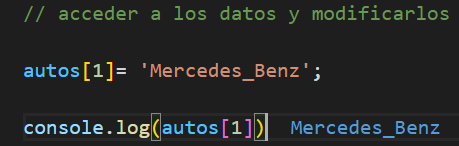 // acceder a los datos y modificarlos
autos[1]= 'Mercedes_Benz';
console.log(autos[1]) Mercedes_Benz